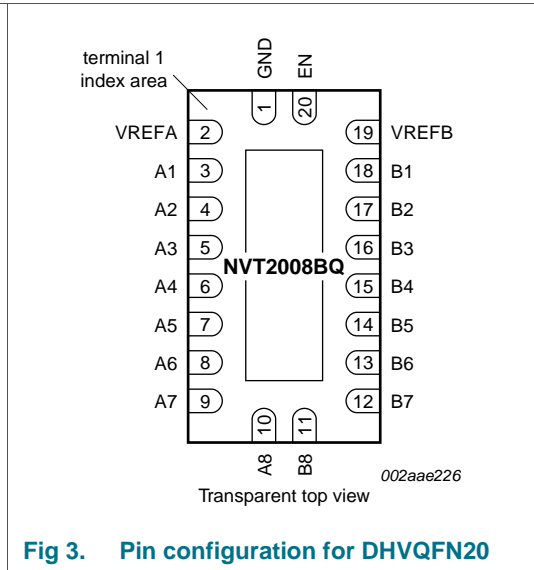 terminal 1
index area
GND
EN
1
20
VREFA 2
19 VREFB
A1 3
18 B1
A2 4
17 B2
A3 5
16 B3
NVT2008BQ
A4 6
15 B4
A5 7
14 B5
A6 8
13 B6
A7 9
12 B7
10
11
A8
B8
002aae226
Transparent top view
Fig 3. Pin configuration for DHVQFN20